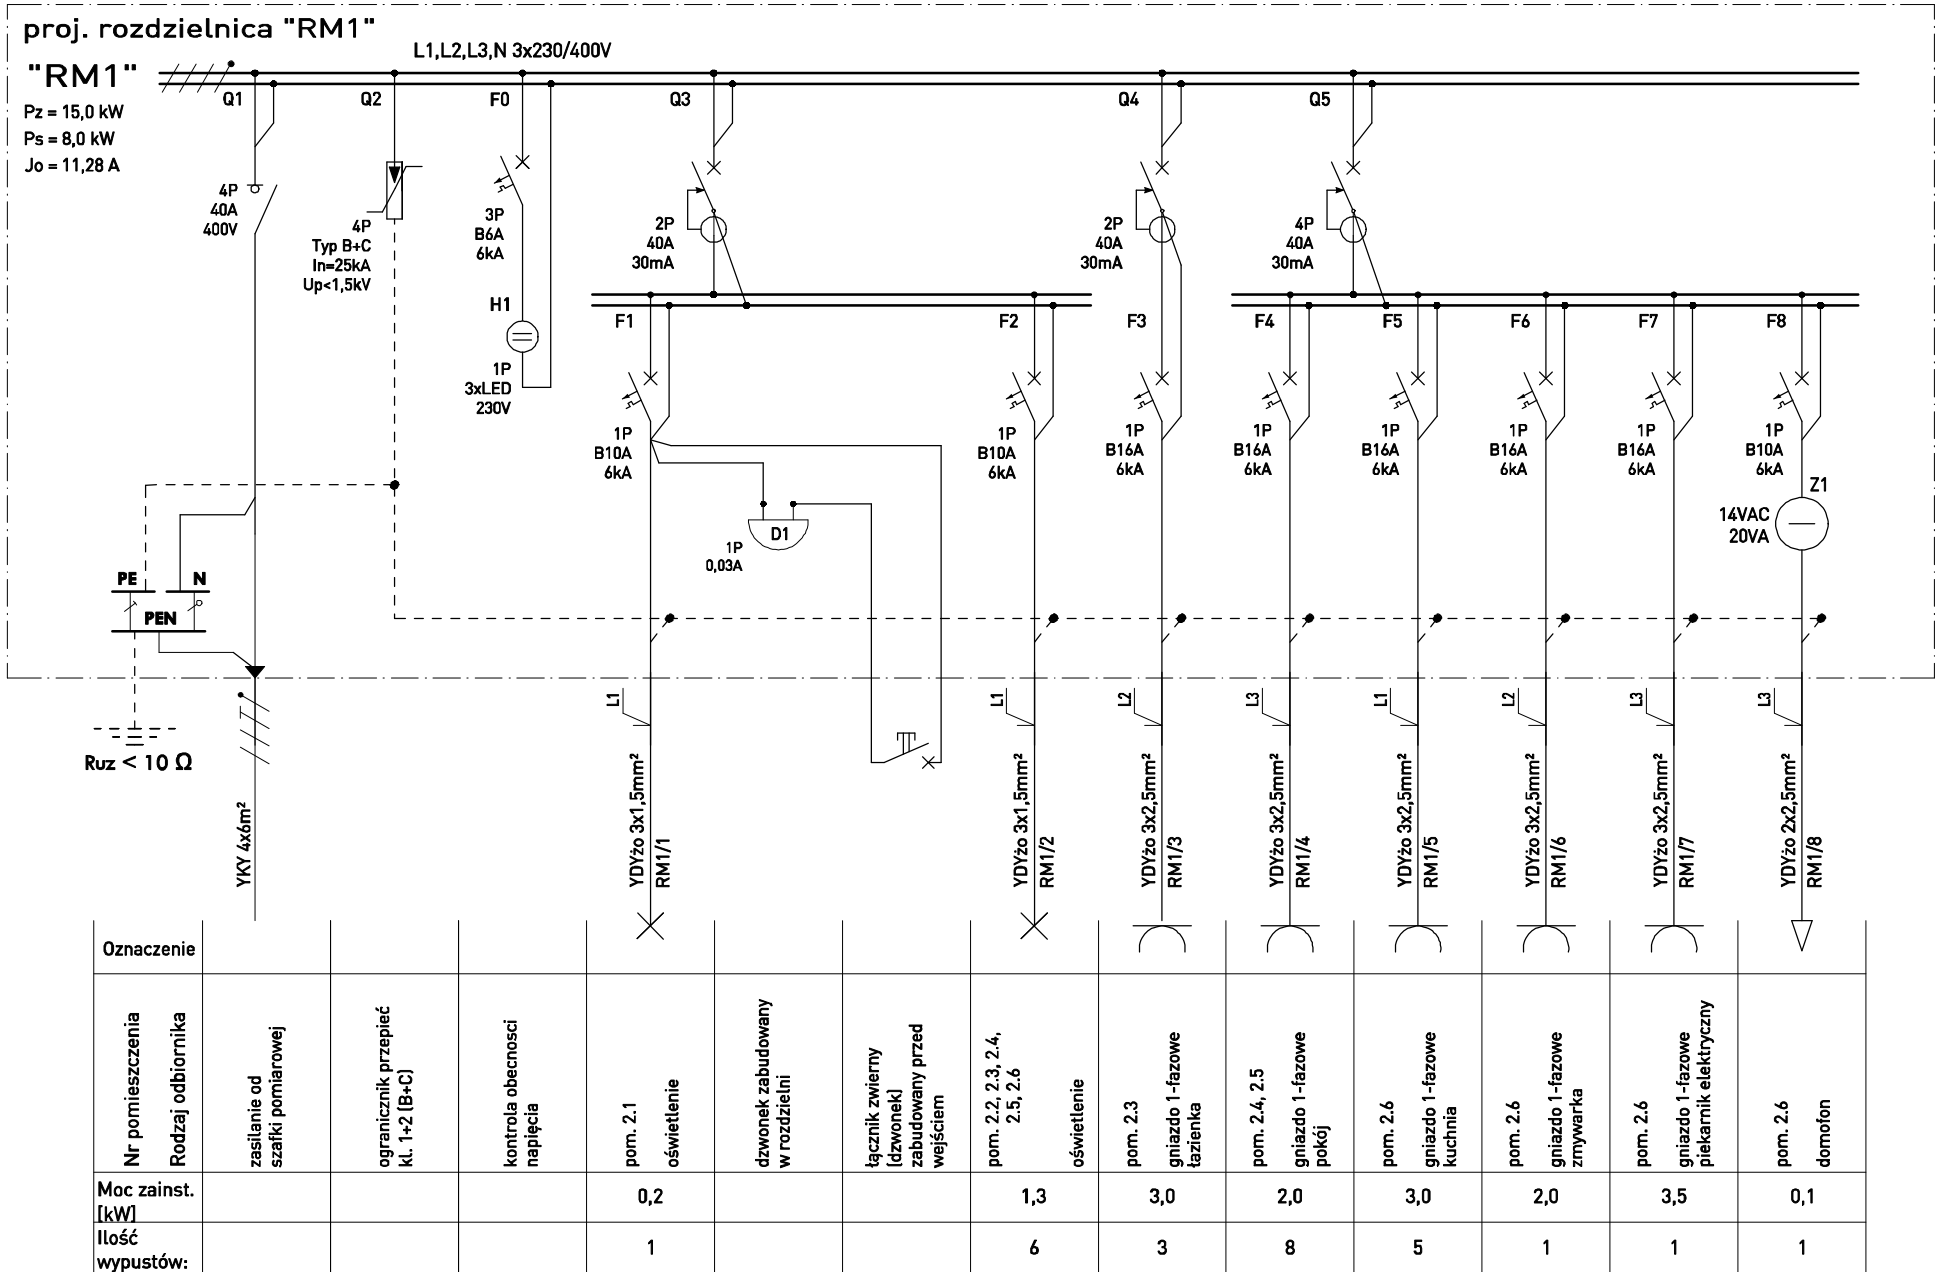 proj. rozdzielnica "RM1"
"RM1"
L1,L2,L3,N 3x230/400V
Pz = 15,0 kW
Ps = 8,0 kW
Jo = 11,28 A
Q1
4P
40A
400V
Q2
4P
Typ B+C
In=25kA
Up<1,5kV
F0
3P
B6A
6kA
H1
1P
3xLED
230V
Q3
2P
40A
30mA
Q4
2P
40A
30mA
Q5
4P
40A
30mA
F1
1P
B10A
6kA
D1
1P
0,03A
F2
1P
B10A
6kA
F3
1P
B16A
6kA
F4
1P
B16A
6kA
F5
1P
B16A
6kA
F6
1P
B16A
6kA
F7
1P
B16A
6kA
F8
1P
B10A
6kA
Z1
14VAC
20VA
PE
N
PEN
Ruz < 10 Ω
YKY 4x6m²
L1
YDYżo 3x1,5mm²
RM1/1
L1
YDYżo 3x1,5mm²
RM1/2
L2
YDYżo 3x2,5mm²
RM1/3
L3
YDYżo 3x2,5mm²
RM1/4
L1
YDYżo 3x2,5mm²
RM1/5
L2
YDYżo 3x2,5mm²
RM1/6
L3
YDYżo 3x2,5mm²
RM1/7
L3
YDYżo 2x2,5mm²
RM1/8
Oznaczenie
Nr pomieszczenia
Rodzaj odbiornika
zasilanie od
szafki pomiarowej
ogranicznik przepieć
kl. 1+2 (B+C)
kontrola obecnosci
napięcia
pom. 2.1
oświetlenie
dzwonek zabudowany
w rozdzielni
łącznik zwierny
(dzwonek)
zabudowany przed
wejściem
pom. 2.2, 2.3, 2.4,
2.5, 2.6
oświetlenie
pom. 2.3
gniazdo 1-fazowe
łazienka
pom. 2.4, 2.5
gniazdo 1-fazowe
pokój
pom. 2.6
gniazdo 1-fazowe
kuchnia
pom. 2.6
gniazdo 1-fazowe
zmywarka
pom. 2.6
gniazdo 1-fazowe
piekarnik elektryczny
pom. 2.6
domofon
Moc zainst.
[kW]
0,2
1,3
3,0
2,0
3,0
2,0
3,5
0,1
Ilość
wypustów:
1
6
3
8
5
1
1
1